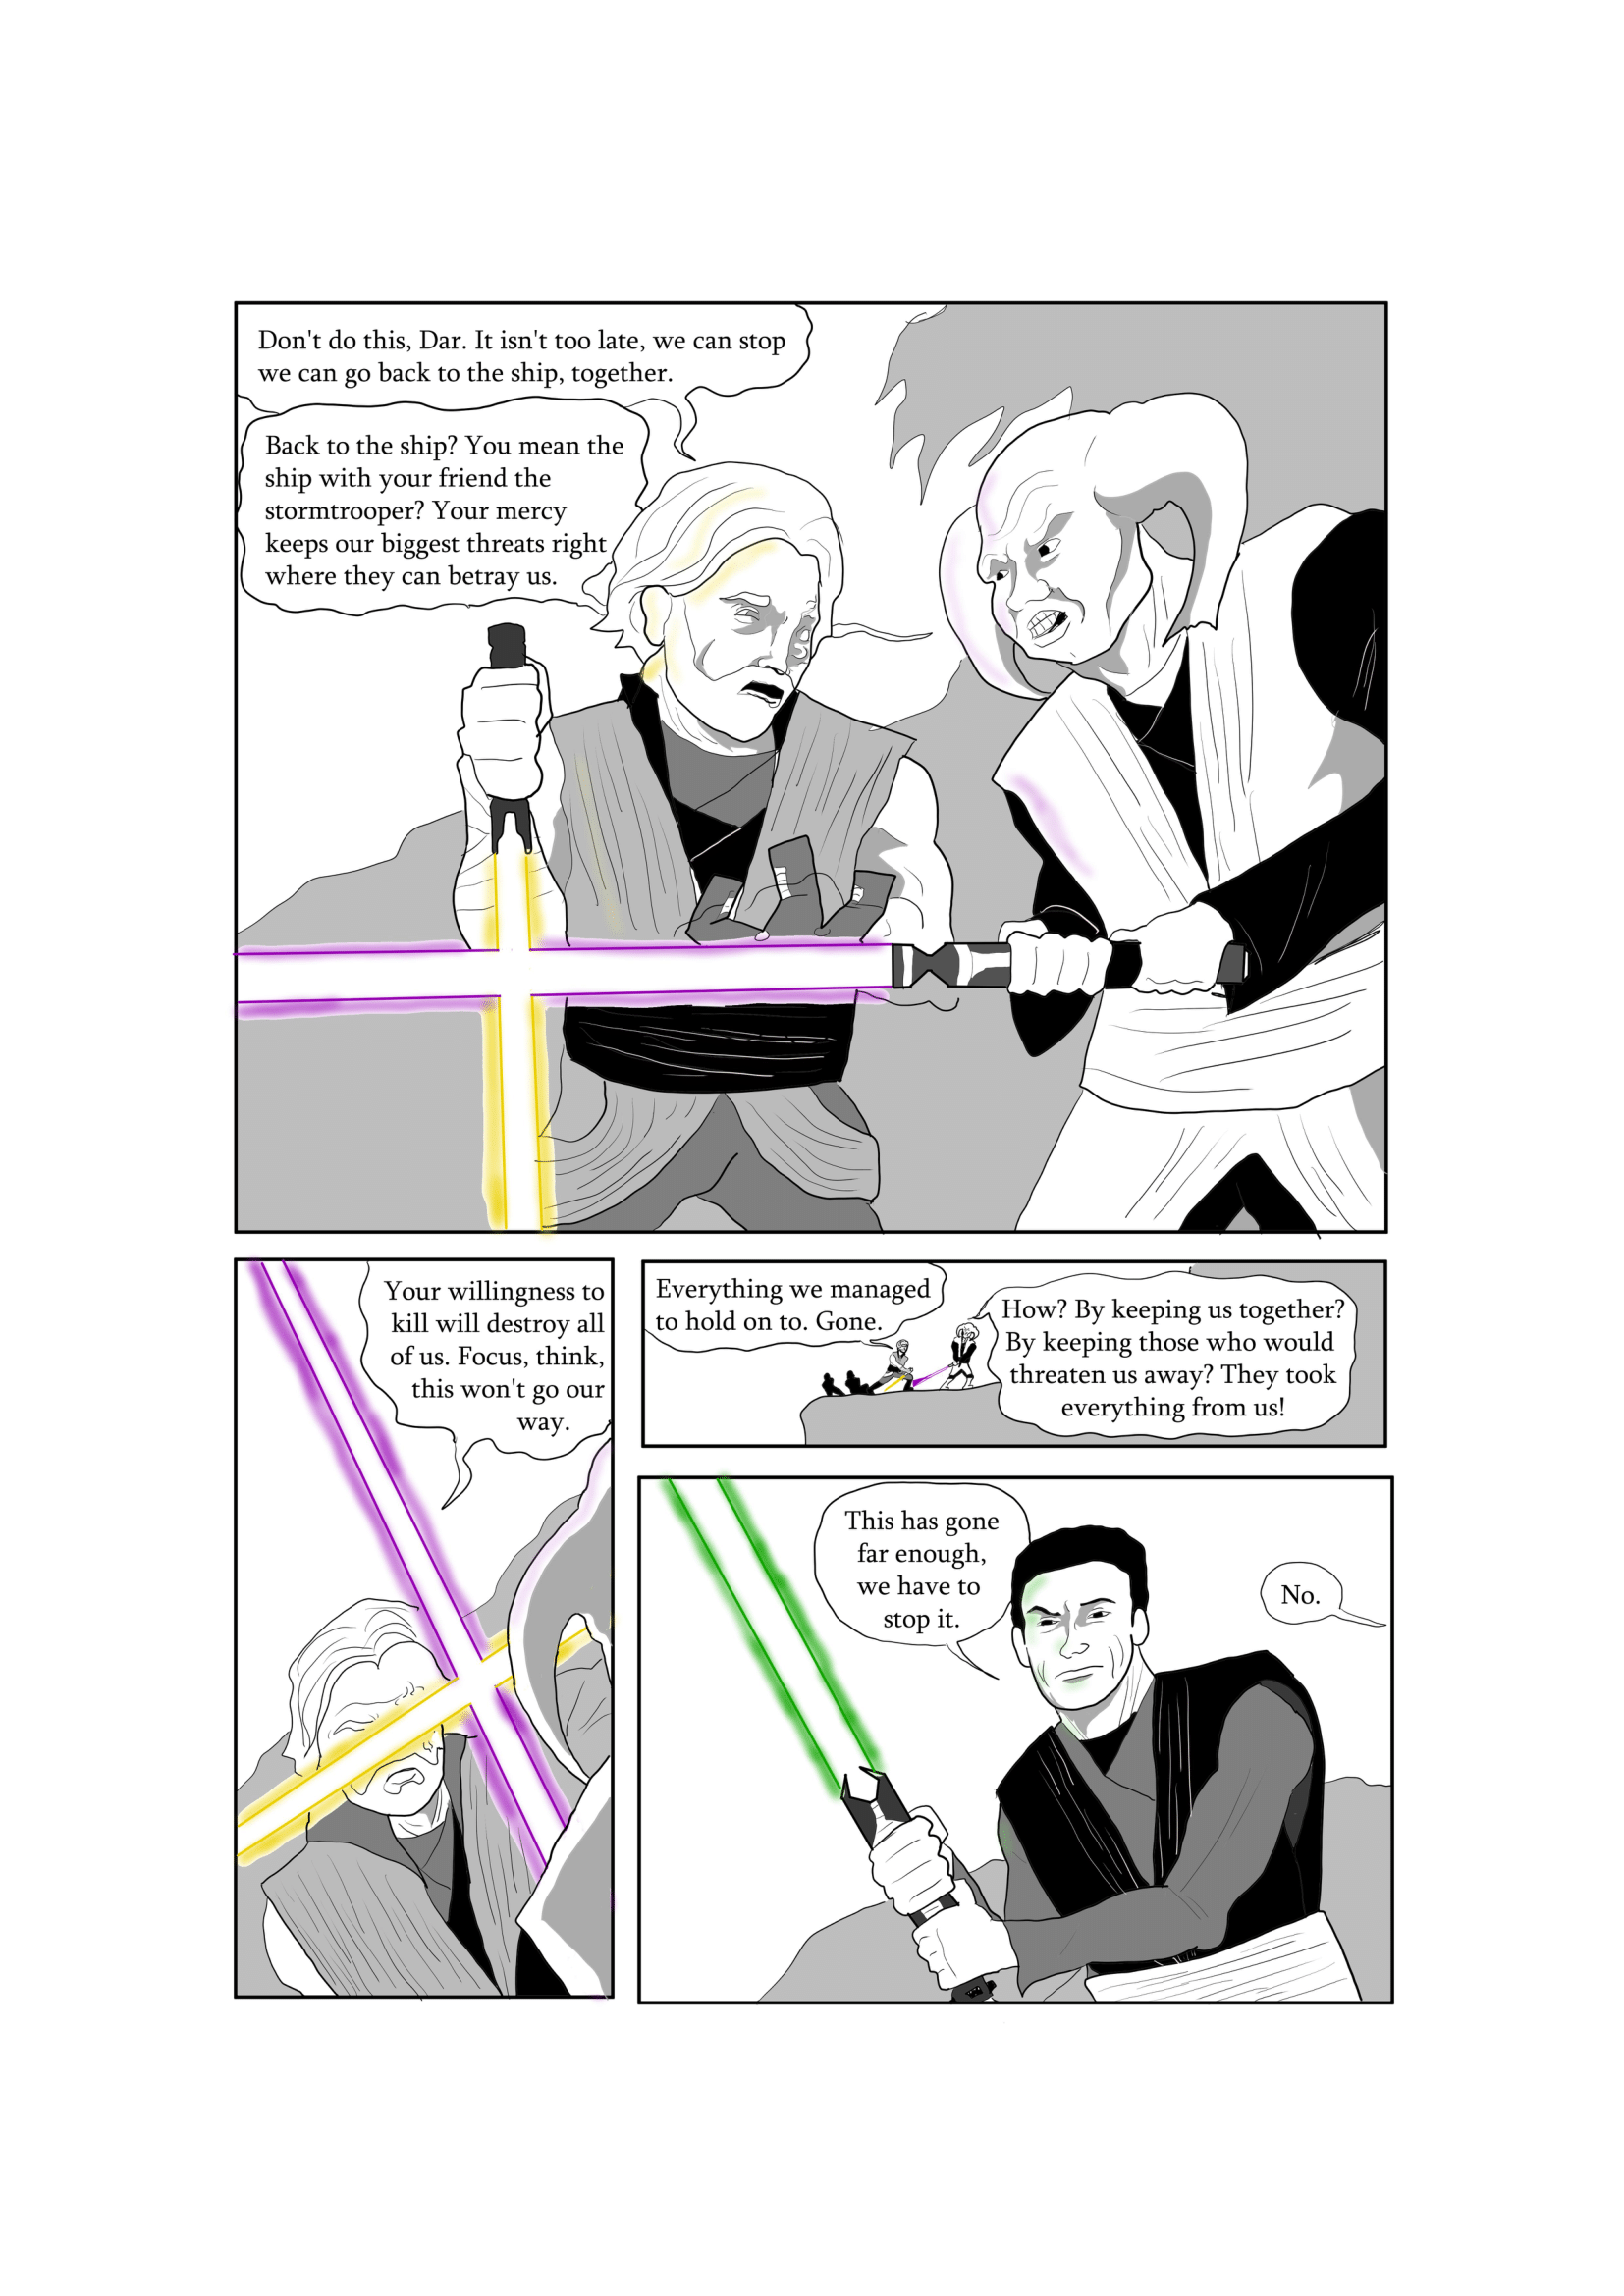 Don't do this, Dar. It isn't too late, we can stop
we can go back to the ship, together.
Back to the ship? You mean the
ship with your friend the
stormtrooper? Your mercy
keeps our biggest threats right
where they can betray us.
Your willingness to
kill will destroy all
of us. Focus, think,
this won't go our
way.
Everything we managed
to hold on to. Gone.
How? By keeping us together?
By keeping those who would
threaten us away? They took
everything from us!
This has gone
far enough,
we have to
stop it.
No.